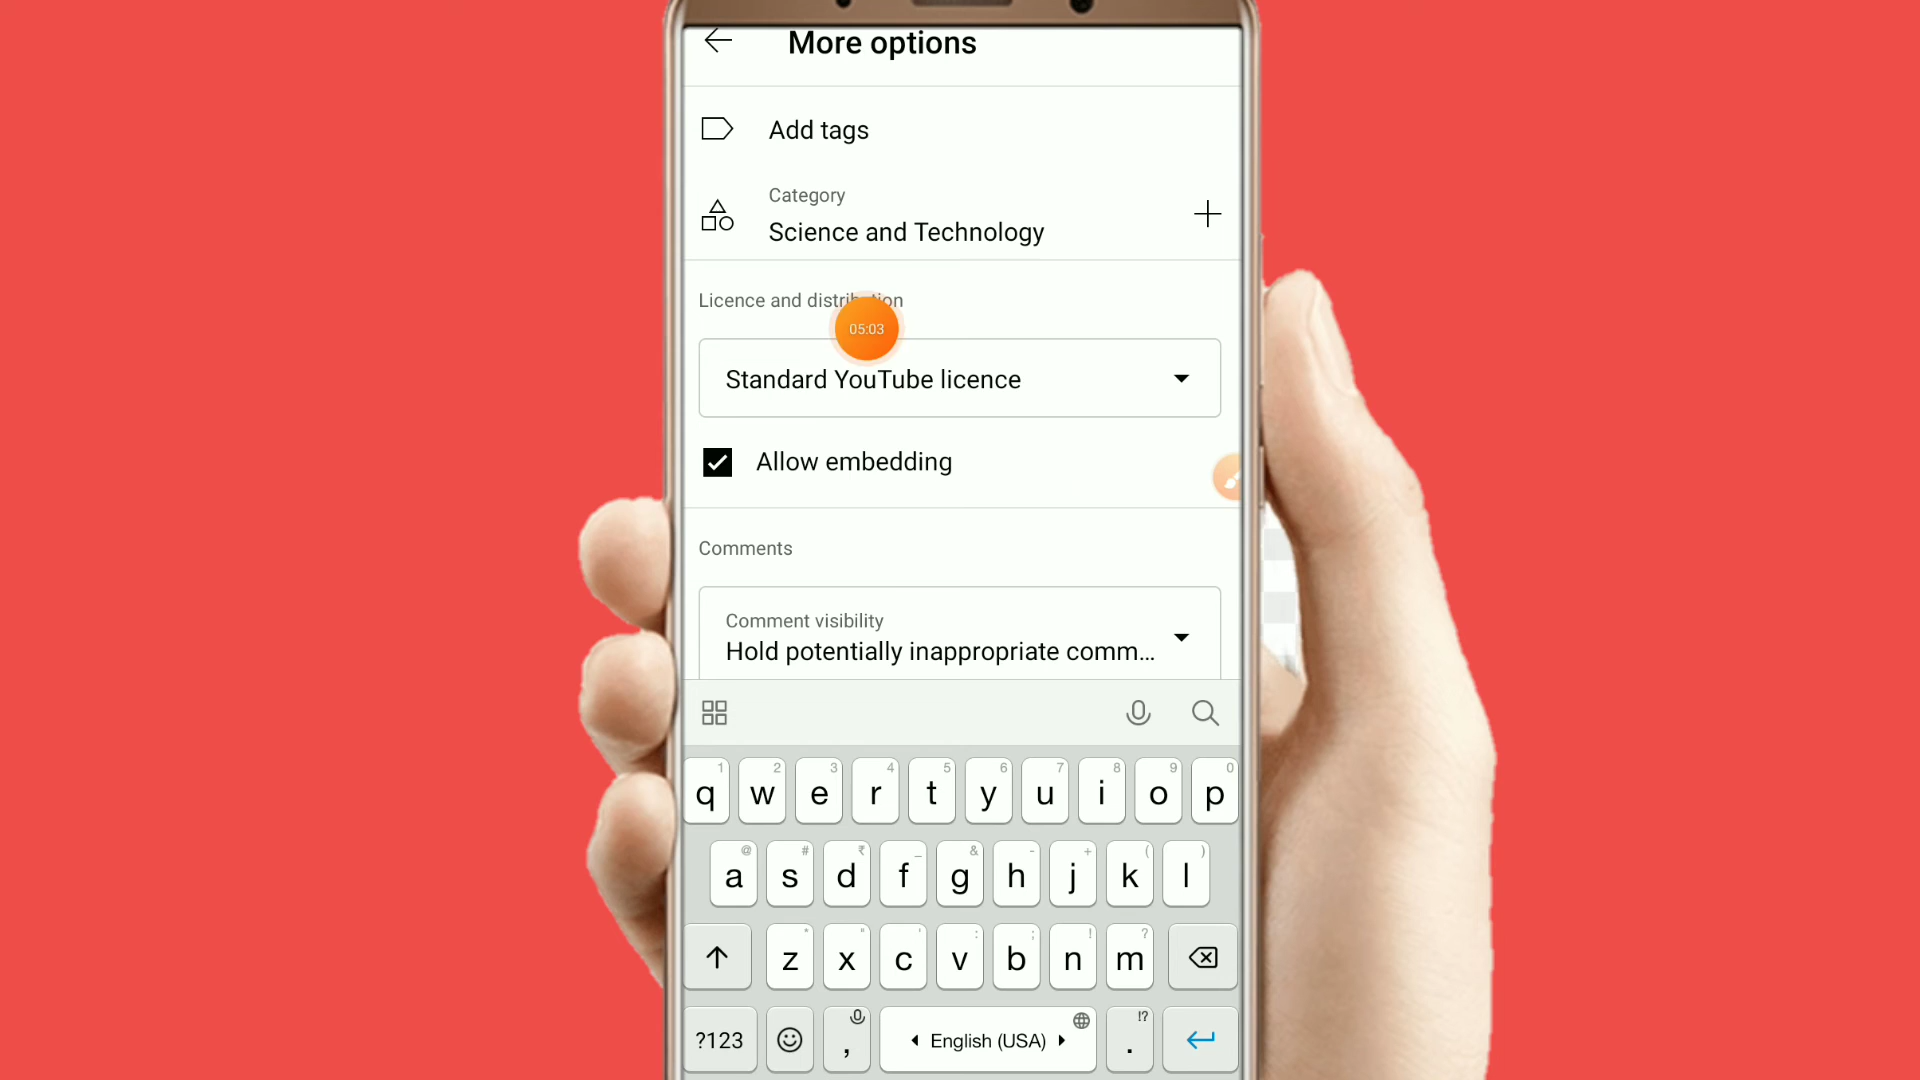 More options
Add tags
Category
Science and Technology
Licence and distribution
05:03
Standard YouTube licence
Allow embedding
Comments
Comment visibility
Hold potentially inappropriate comm...
1 2 3 4 5 6 7 8 9 0
q w e r t y u i o p
@ # ₹ _ & - + ( )
a s d f g h j k l
* " ' : ; ! ?
z x c v b n m
!?
?123 , English (USA) .